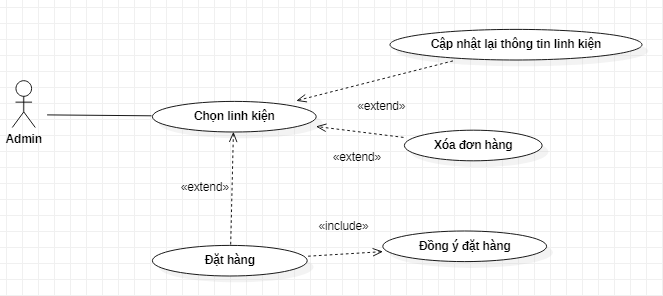 Cập nhật lại thông tin linh kiện
«extend»
Chọn linh kiện
Admin
Xóa đơn hàng
«extend»
«extend»
«include»
Đồng ý đặt hàng
Đặt hàng